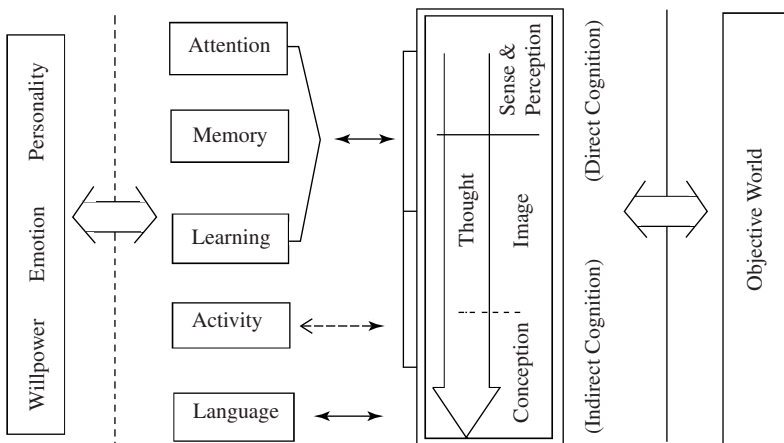 Personality
Emotion
Willpower
Attention
Memory
Learning
Activity
Language
Thought
Sense &
Perception
Image
Conception
(Direct Cognition)
(Indirect Cognition)
Objective World